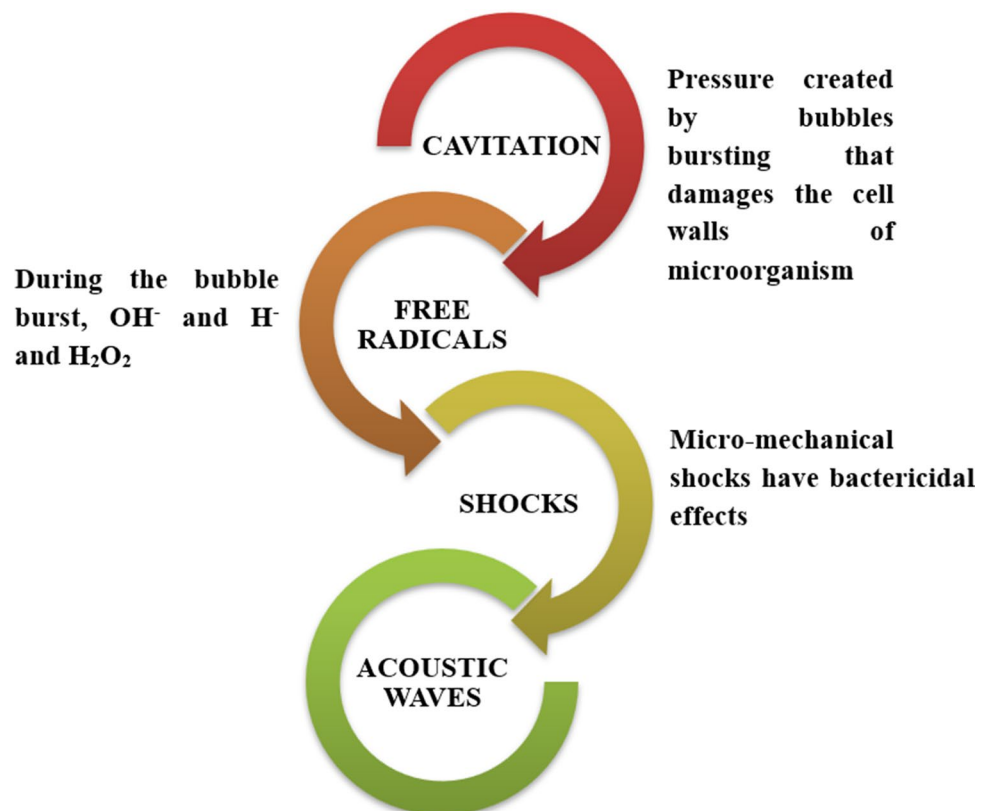 CAVITATION
Pressure created
by bubbles
bursting that
damages the cell
walls of
microorganism
During the bubble
burst, OH⁻ and H⁻
and H₂O₂
FREE
RADICALS
Micro-mechanical
shocks have bactericidal
effects
SHOCKS
ACOUSTIC
WAVES